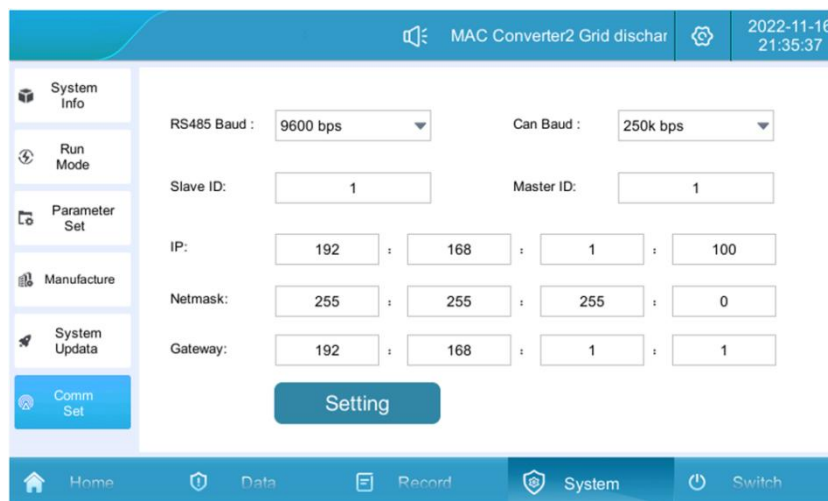 MAC Converter2 Grid dischar
2022-11-16
21:35:37
System
Info
Run
Mode
Parameter
Set
Manufacture
System
Updata
Comm
Set
RS485 Baud : 9600 bps Can Baud : 250k bps
Slave ID: 1 Master ID: 1
IP: 192 : 168 : 1 : 100
Netmask: 255 : 255 : 255 : 0
Gateway: 192 : 168 : 1 : 1
Setting
Home Data Record System Switch